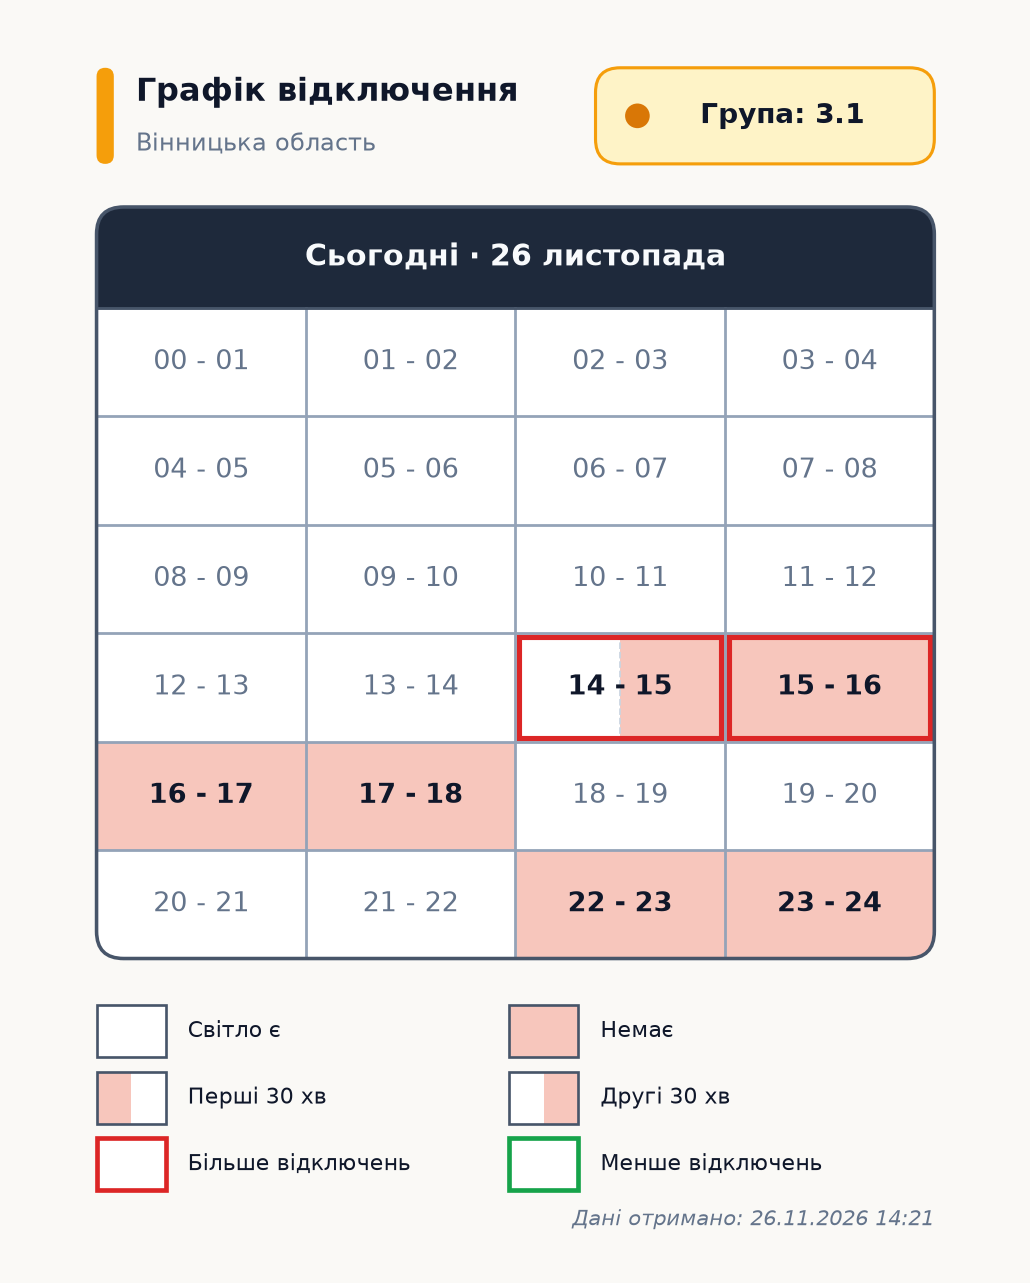 Графік відключення
Вінницька область
Група: 3.1
Сьогодні · 26 листопада
00 - 01 01 - 02 02 - 03 03 - 04
04 - 05 05 - 06 06 - 07 07 - 08
08 - 09 09 - 10 10 - 11 11 - 12
12 - 13 13 - 14 14 - 15 15 - 16
16 - 17 17 - 18 18 - 19 19 - 20
20 - 21 21 - 22 22 - 23 23 - 24
Світло є Немає
Перші 30 хв Другі 30 хв
Більше відключень Менше відключень
Дані отримано: 26.11.2026 14:21